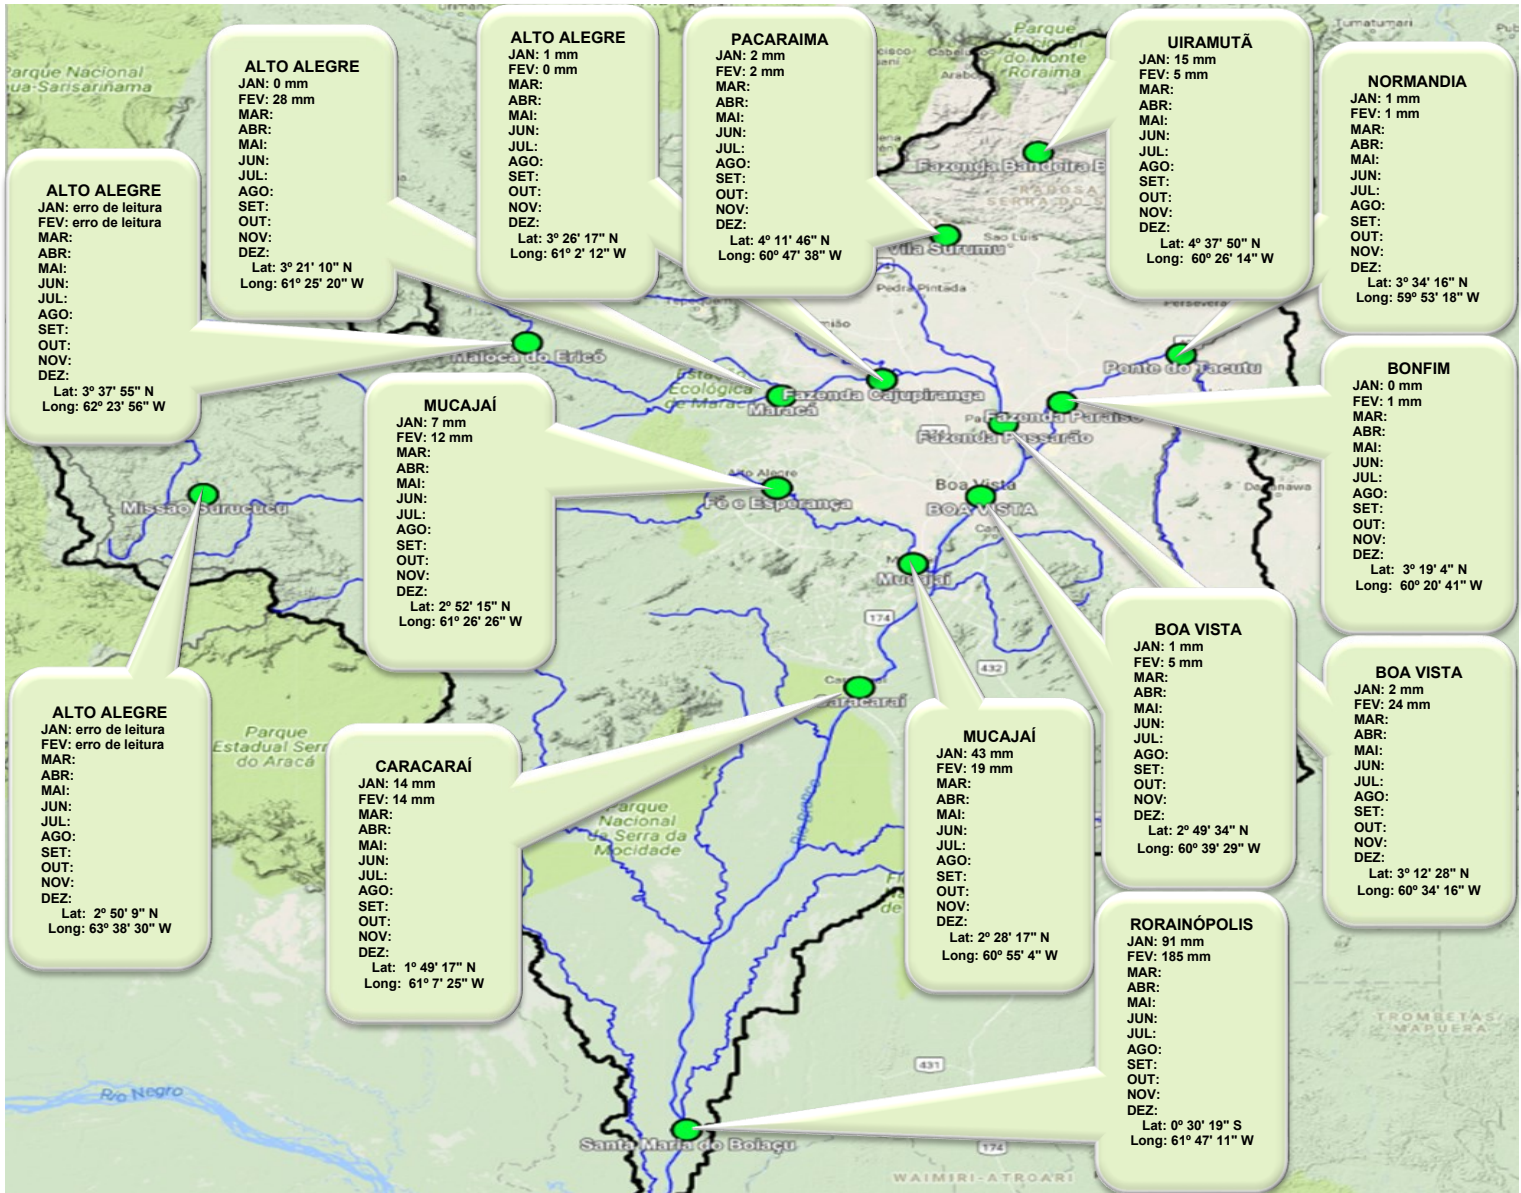 ALTO ALEGRE
JAN: 0 mm
FEV: 28 mm
MAR:
ABR:
MAI:
JUN:
JUL:
AGO:
SET:
OUT:
NOV:
DEZ:
Lat: 3º 21' 10" N
Long: 61º 25' 20" W
ALTO ALEGRE
JAN: 1 mm
FEV: 0 mm
MAR:
ABR:
MAI:
JUN:
JUL:
AGO:
SET:
OUT:
NOV:
DEZ:
Lat: 3º 26' 17" N
Long: 61º 2' 12" W
PACARAIMA
JAN: 2 mm
FEV: 2 mm
MAR:
ABR:
MAI:
JUN:
JUL:
AGO:
SET:
OUT:
NOV:
DEZ:
Lat: 4º 11' 46" N
Long: 60º 47' 38" W
UIRAMUTÃ
JAN: 15 mm
FEV: 5 mm
MAR:
ABR:
MAI:
JUN:
JUL:
AGO:
SET:
OUT:
NOV:
DEZ:
Lat: 4º 37' 50" N
Long: 60º 26' 14" W
NORMANDIA
JAN: 1 mm
FEV: 1 mm
MAR:
ABR:
MAI:
JUN:
JUL:
AGO:
SET:
OUT:
NOV:
DEZ:
Lat: 3º 34' 16" N
Long: 59º 53' 18" W
ALTO ALEGRE
JAN: erro de leitura
FEV: erro de leitura
MAR:
ABR:
MAI:
JUN:
JUL:
AGO:
SET:
OUT:
NOV:
DEZ:
Lat: 3º 37' 55" N
Long: 62º 23' 56" W
MUCAJAÍ
JAN: 7 mm
FEV: 12 mm
MAR:
ABR:
MAI:
JUN:
JUL:
AGO:
SET:
OUT:
NOV:
DEZ:
Lat: 2º 52' 15" N
Long: 61º 26' 26" W
BONFIM
JAN: 0 mm
FEV: 1 mm
MAR:
ABR:
MAI:
JUN:
JUL:
AGO:
SET:
OUT:
NOV:
DEZ:
Lat: 3º 19' 4" N
Long: 60º 20' 41" W
ALTO ALEGRE
JAN: erro de leitura
FEV: erro de leitura
MAR:
ABR:
MAI:
JUN:
JUL:
AGO:
SET:
OUT:
NOV:
DEZ:
Lat: 2º 50' 9" N
Long: 63º 38' 30" W
CARACARAÍ
JAN: 14 mm
FEV: 14 mm
MAR:
ABR:
MAI:
JUN:
JUL:
AGO:
SET:
OUT:
NOV:
DEZ:
Lat: 1º 49' 17" N
Long: 61º 7' 25" W
MUCAJAÍ
JAN: 43 mm
FEV: 19 mm
MAR:
ABR:
MAI:
JUN:
JUL:
AGO:
SET:
OUT:
NOV:
DEZ:
Lat: 2º 28' 17" N
Long: 60º 55' 4" W
BOA VISTA
JAN: 1 mm
FEV: 5 mm
MAR:
ABR:
MAI:
JUN:
JUL:
AGO:
SET:
OUT:
NOV:
DEZ:
Lat: 2º 49' 34" N
Long: 60º 39' 29" W
BOA VISTA
JAN: 2 mm
FEV: 24 mm
MAR:
ABR:
MAI:
JUN:
JUL:
AGO:
SET:
OUT:
NOV:
DEZ:
Lat: 3º 12' 28" N
Long: 60º 34' 16" W
RORAINÓPOLIS
JAN: 91 mm
FEV: 185 mm
MAR:
ABR:
MAI:
JUN:
JUL:
AGO:
SET:
OUT:
NOV:
DEZ:
Lat: 0º 30' 19" S
Long: 61º 47' 11" W
Parque Nacional
Tumatumari
Parque
do Monte
Roraima
Fazenda Bandeira B
Vila Surumu
Sao Luis
Pedra Pintada
Maloca do Ericó
Ecológica
de Marac
Maracá
Fazenda Cajupiranga
Ponte do Tacutu
Fazenda Paraíso
Fazenda Passarão
Alto Alegre
Fé e Esperança
Boa Vista
BOA VISTA
Missão Surucucu
Mucajaí
174
432
Caracaraí
Parque
Estadual Serra
do Aracá
Parque
Nacional
da Serra da
Mocidade
Rio Branco
Rio Negro
431
174
Santa Maria do Boiaçu
WAIMIRI-ATROARI
TROMBETAS/
MAPUERA